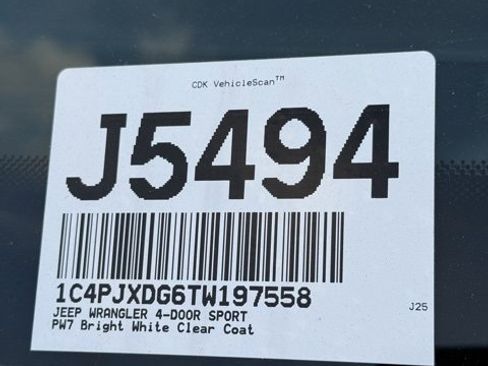 CDK VehicleScan™
J5494
1C4PJXDG6TW197558
JEEP WRANGLER 4-DOOR SPORT
PW7 Bright White Clear Coat
J25